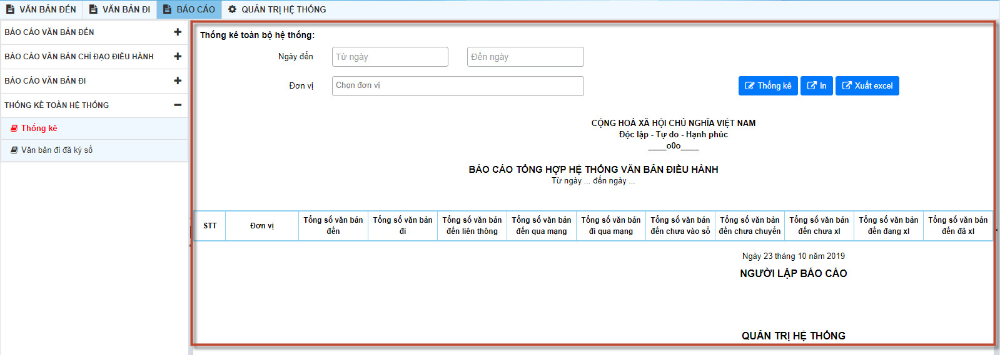 VĂN BẢN ĐẾN
VĂN BẢN ĐI
BÁO CÁO
QUẢN TRỊ HỆ THỐNG
BÁO CÁO VĂN BẢN ĐẾN
BÁO CÁO VĂN BẢN CHỈ ĐẠO ĐIỀU HÀNH
BÁO CÁO VĂN BẢN ĐI
THỐNG KÊ TOÀN HỆ THỐNG
Thống kê
Văn bản đi đã ký số
Thống kê toàn bộ hệ thống:
Ngày đến
Từ ngày
Đến ngày
Đơn vị
Chọn đơn vị
Thống kê
In
Xuất excel
CỘNG HOÀ XÃ HỘI CHỦ NGHĨA VIỆT NAM
Độc lập - Tự do - Hạnh phúc
____o0o____
BÁO CÁO TỔNG HỢP HỆ THỐNG VĂN BẢN ĐIỀU HÀNH
Từ ngày ... đến ngày ...
STT
Đơn vị
Tổng số văn bản
đến
Tổng số văn bản
đi
Tổng số văn bản
đến liên thông
Tổng số văn bản
đến qua mạng
Tổng số văn bản
đi qua mạng
Tổng số văn bản
đến chưa vào sổ
Tổng số văn bản
đến chưa chuyển
Tổng số văn bản
đến chưa xl
Tổng số văn bản
đến đang xl
Tổng số văn bản
đến đã xl
Ngày 23 tháng 10 năm 2019
NGƯỜI LẬP BÁO CÁO
QUẢN TRỊ HỆ THỐNG